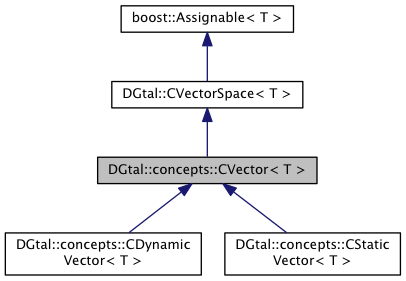 boost::Assignable< T >
DGtal::CVectorSpace< T >
DGtal::concepts::CVector< T >
DGtal::concepts::CDynamic
Vector< T >
DGtal::concepts::CStatic
Vector< T >